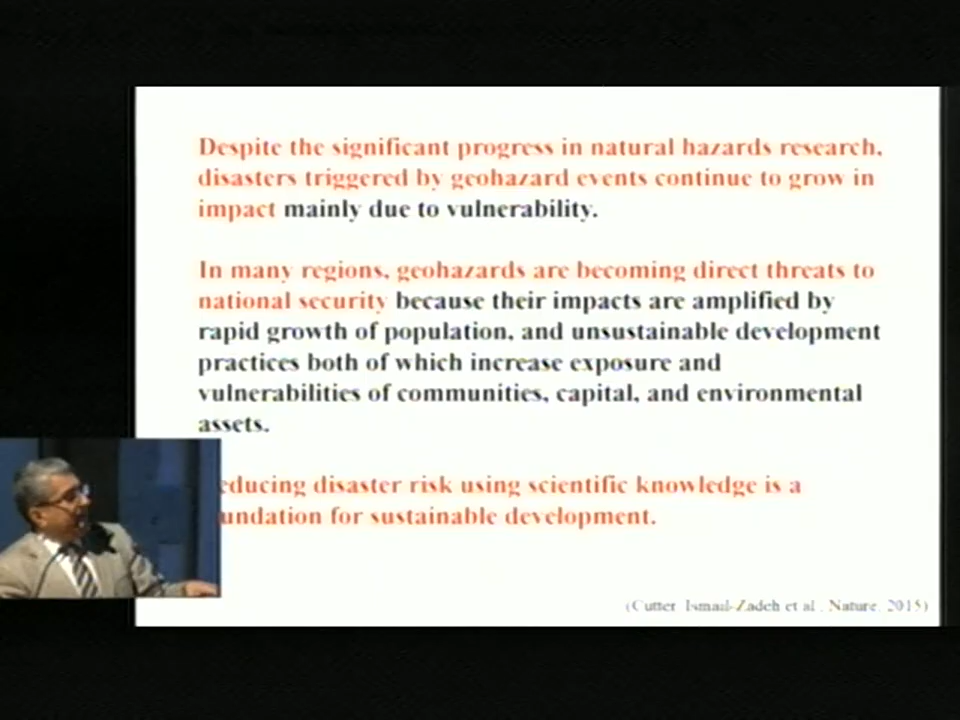 Despite the significant progress in natural hazards research,
disasters triggered by geohazard events continue to grow in
impact mainly due to vulnerability.
In many regions, geohazards are becoming direct threats to
national security because their impacts are amplified by
rapid growth of population, and unsustainable development
practices both of which increase exposure and
vulnerabilities of communities, capital, and environmental
assets.
educing disaster risk using scientific knowledge is a
undation for sustainable development.
(Cutter, Ismail-Zadeh et al., Nature, 2015)